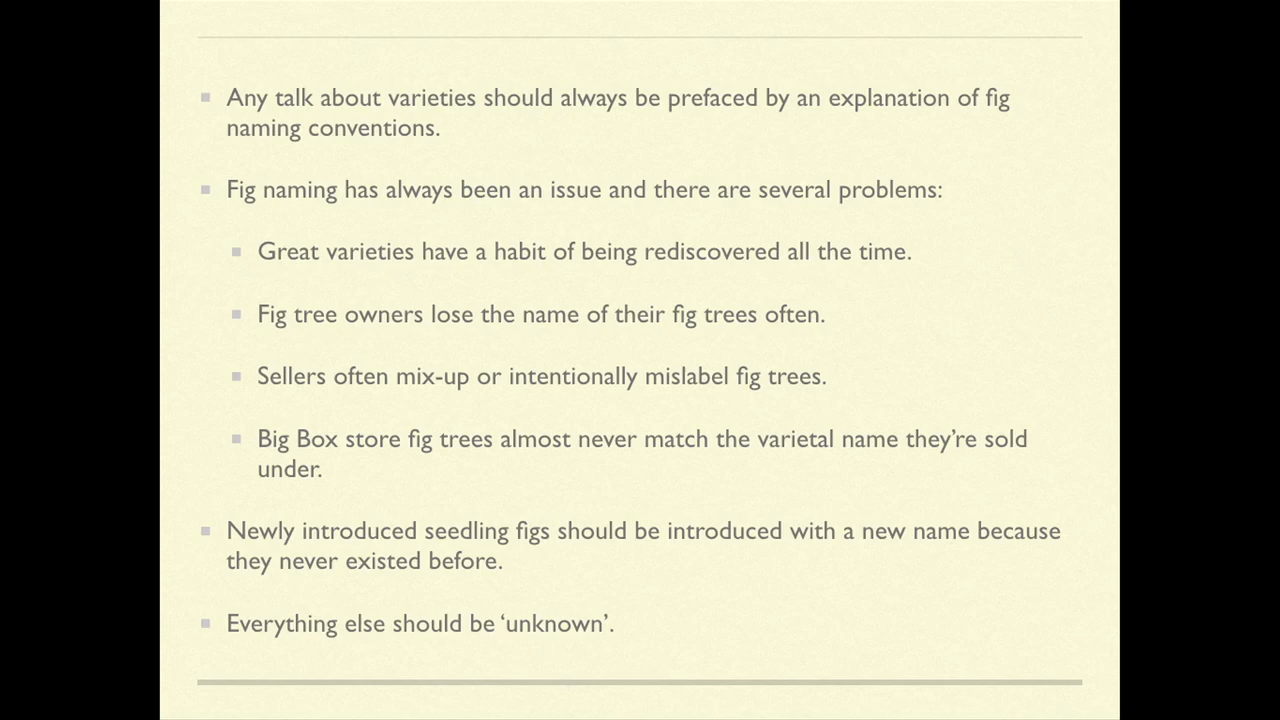 Any talk about varieties should always be prefaced by an explanation of fig
naming conventions.
Fig naming has always been an issue and there are several problems:
Great varieties have a habit of being rediscovered all the time.
Fig tree owners lose the name of their fig trees often.
Sellers often mix-up or intentionally mislabel fig trees.
Big Box store fig trees almost never match the varietal name they’re sold
under.
Newly introduced seedling figs should be introduced with a new name because
they never existed before.
Everything else should be ‘unknown’.